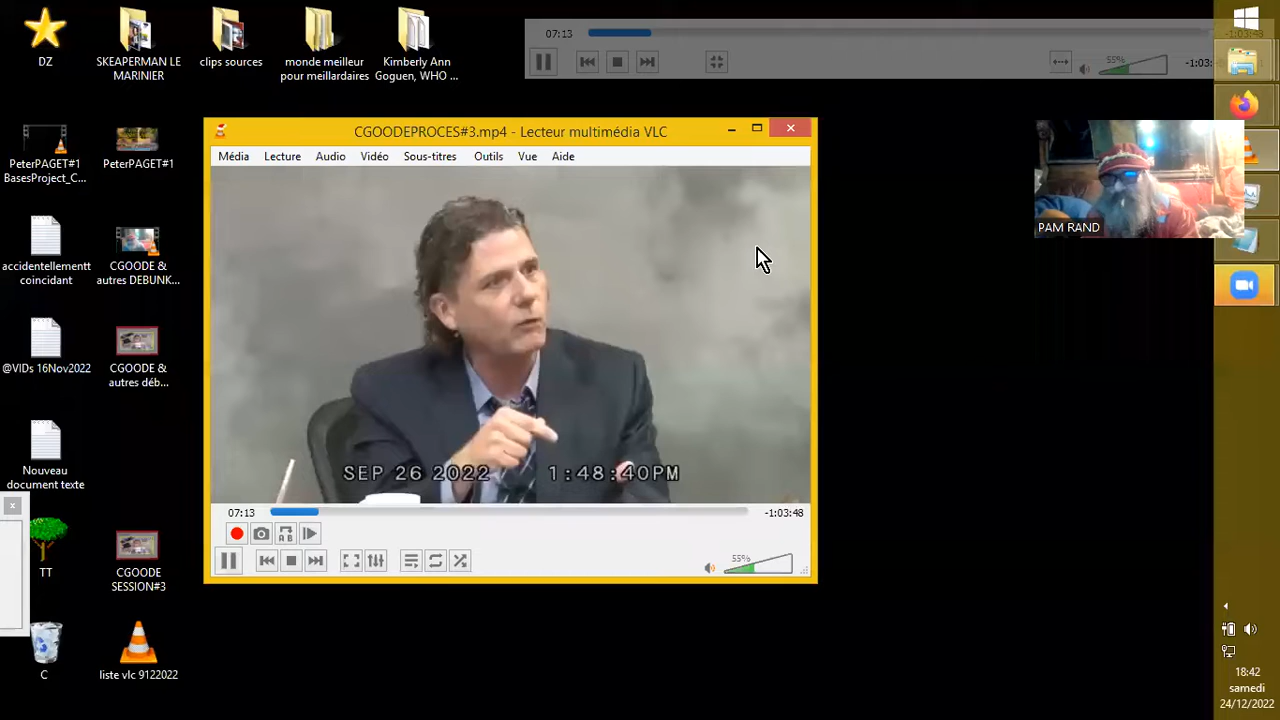 DZ
SKEAPERMAN LE
MARINIER
clips sources
monde meilleur
pour meillardaires
Kimberly Ann
Goguen, WHO ...
07:13
-1:03:48
55%
-1:03:
PeterPAGET#1
BasesProject_C...
PeterPAGET#1
accidentellementt
coincidant
CGOODE &
autres DEBUNK...
@VIDs 16Nov2022
CGOODE &
autres déb...
Nouveau
document texte
x
TT
CGOODE
SESSION#3
C
liste vlc 9122022
CGOODEPROCES#3.mp4 - Lecteur multimédia VLC
Média Lecture Audio Vidéo Sous-titres Outils Vue Aide
SEP 26 2022 1:48:40PM
07:13
-1:03:48
A B
55%
PAM RAND
18:42
samedi
24/12/2022